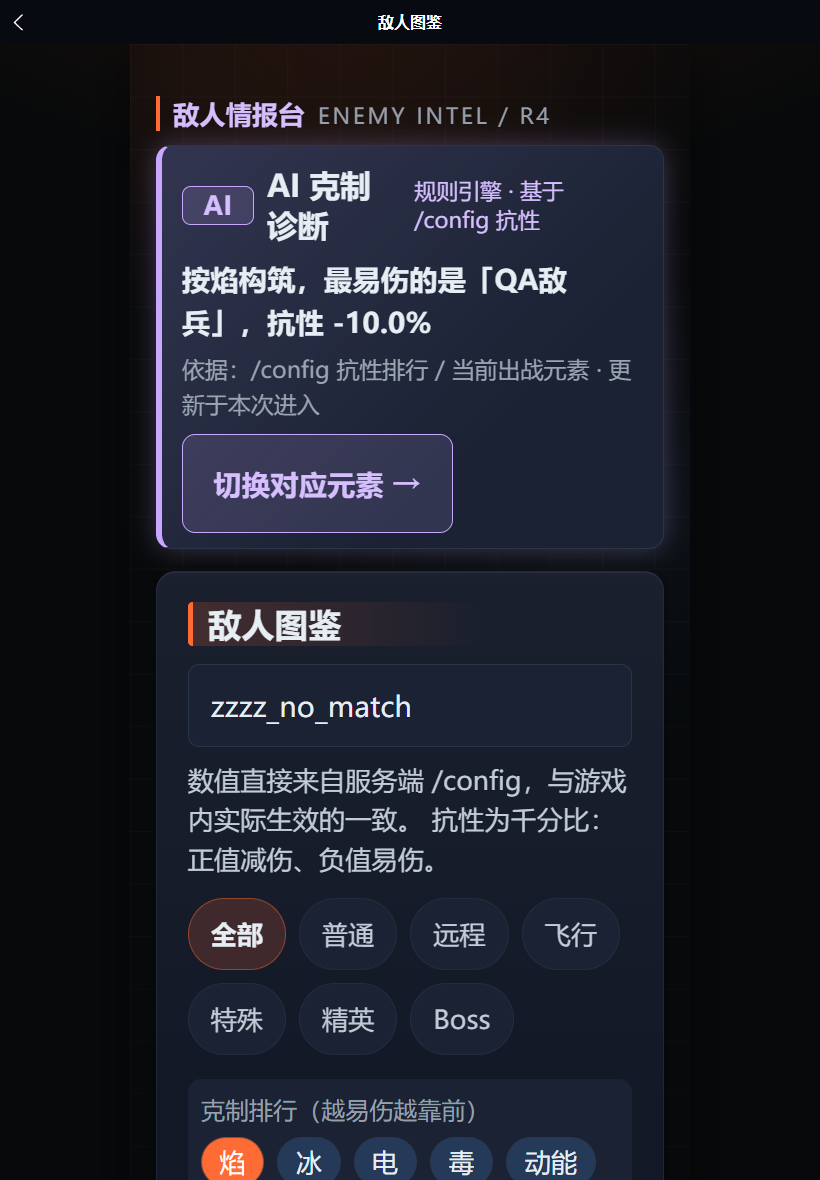 敌人图鉴
敌人情报台 ENEMY INTEL / R4
AI
AI 克制
诊断
规则引擎 · 基于
/config 抗性
按焰构筑，最易伤的是「QA敌
兵」，抗性 -10.0%
依据：/config 抗性排行 / 当前出战元素 · 更
新于本次进入
切换对应元素 →
敌人图鉴
zzzz_no_match
数值直接来自服务端 /config，与游戏
内实际生效的一致。 抗性为千分比：
正值减伤、负值易伤。
全部 普通 远程 飞行
特殊 精英 Boss
克制排行（越易伤越靠前）
焰 冰 电 毒 动能